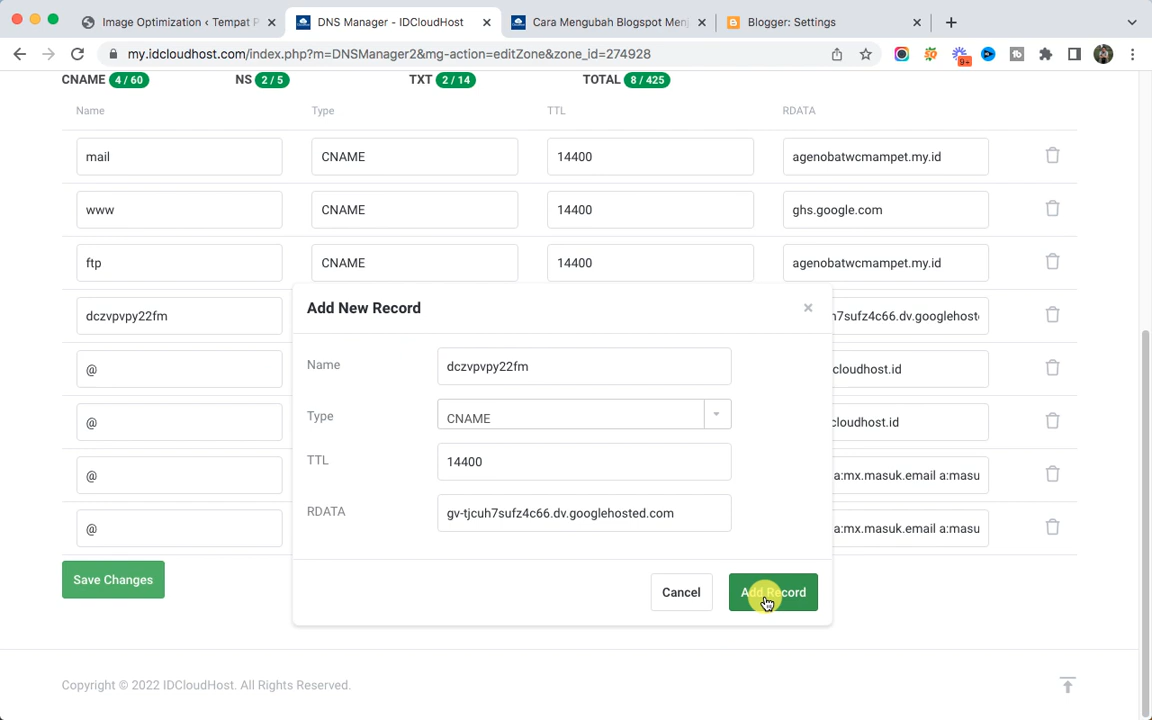 Image Optimization ‹ Tempat P
DNS Manager - IDCloudHost
Cara Mengubah Blogspot Menj
Blogger: Settings
my.idcloudhost.com/index.php?m=DNSManager2&mg-action=editZone&zone_id=274928
9+
CNAME 4 / 60 NS 2 / 5 TXT 2 / 14 TOTAL 8 / 425
Name Type TTL RDATA
mail CNAME 14400 agenobatwcmampet.my.id
www CNAME 14400 ghs.google.com
ftp CNAME 14400 agenobatwcmampet.my.id
dczvpvpy22fm
7sufz4c66.dv.googlehoste
@ cloudhost.id
@ cloudhost.id
@ a:mx.masuk.email a:masu
@ a:mx.masuk.email a:masu
Add New Record
Name dczvpvpy22fm
Type CNAME
TTL 14400
RDATA gv-tjcuh7sufz4c66.dv.googlehosted.com
Cancel Add Record
Save Changes
Copyright © 2022 IDCloudHost. All Rights Reserved.